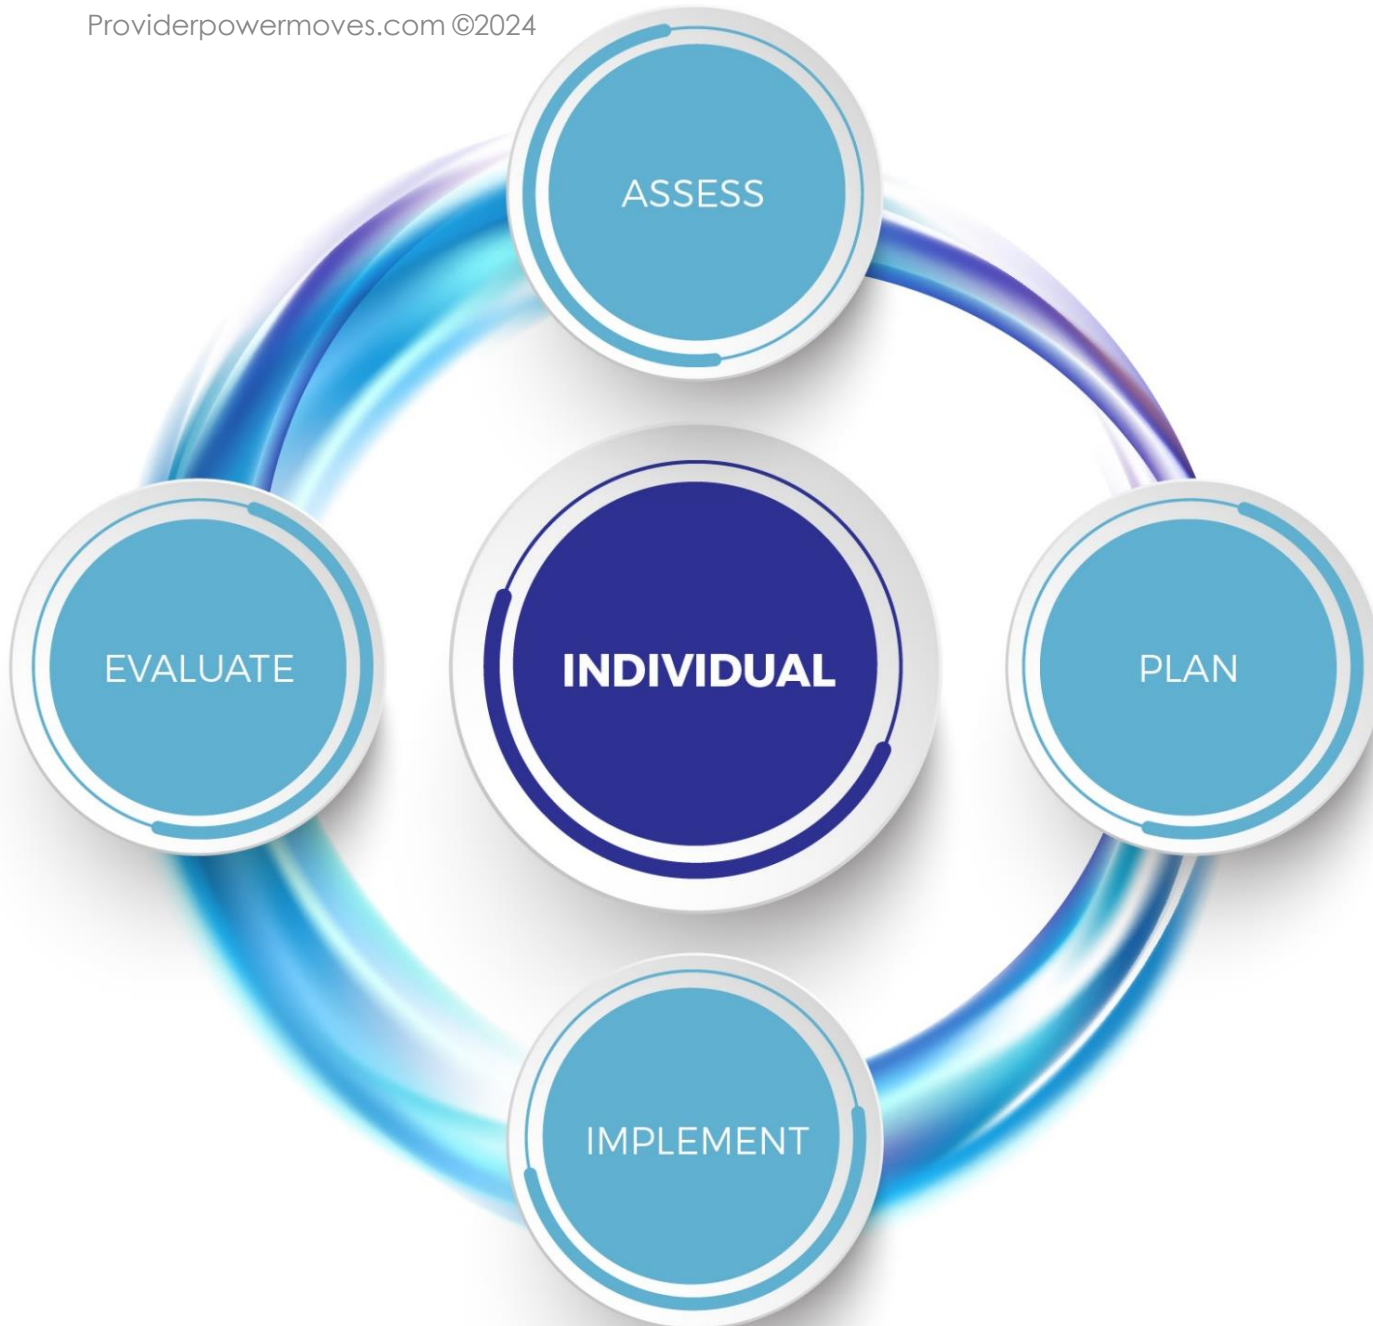 Providerpowermoves.com ©2024
ASSESS
EVALUATE
INDIVIDUAL
PLAN
IMPLEMENT